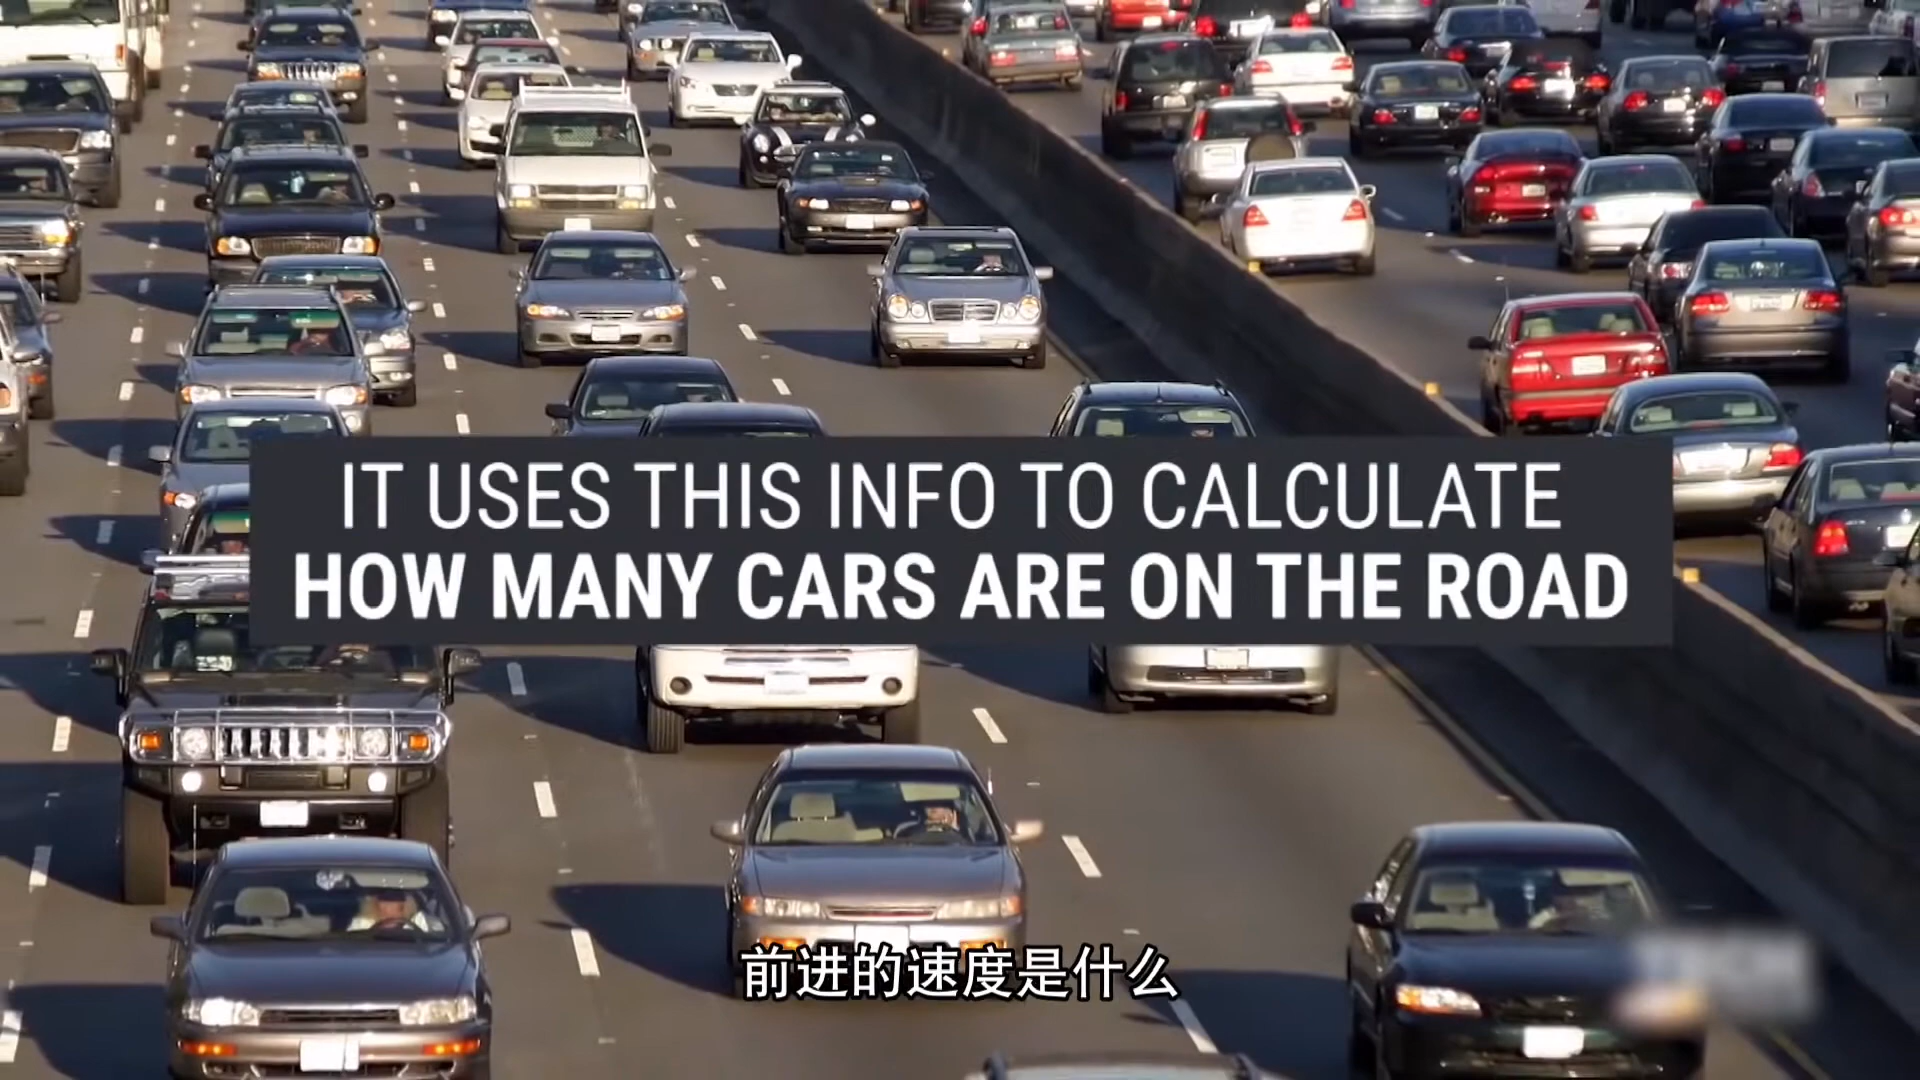 IT USES THIS INFO TO CALCULATE
HOW MANY CARS ARE ON THE ROAD
前进的速度是什么